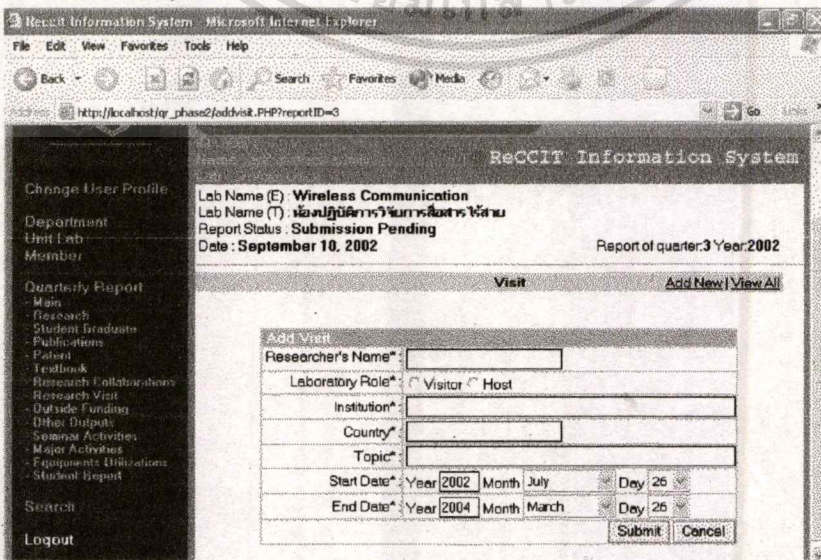 Reccit Information System - Microsoft Internet Explorer
File Edit View Favorites Tools Help
Back Search Favorites Media
Address http://localhost/qr_phase2/addvisit.PHP?reportID=3 Go Links
ReCCIT Information System
Change User Profile
Department
Unit Lab
Member
Quarterly Report
- Main
- Research
- Student Graduate
- Publications
- Patent
- Textbook
- Research Collaborations
- Research Visit
- Outside Funding
- Other Outputs
- Seminar Activities
- Major Activities
- Equipments Utilizations
- Student Report
Search
Logout
Lab Name (E) : Wireless Communication
Lab Name (T) : ห้องปฏิบัติการวิจัยการสื่อสารไร้สาย
Report Status : Submission Pending
Date : September 10, 2002 Report of quarter:3 Year:2002
Visit Add New | View All
Add Visit
Researcher's Name* :
Laboratory Role* : Visitor Host
Institution* :
Country* :
Topic* :
Start Date* : Year 2002 Month July Day 26
End Date* : Year 2004 Month March Day 26
Submit Cancel